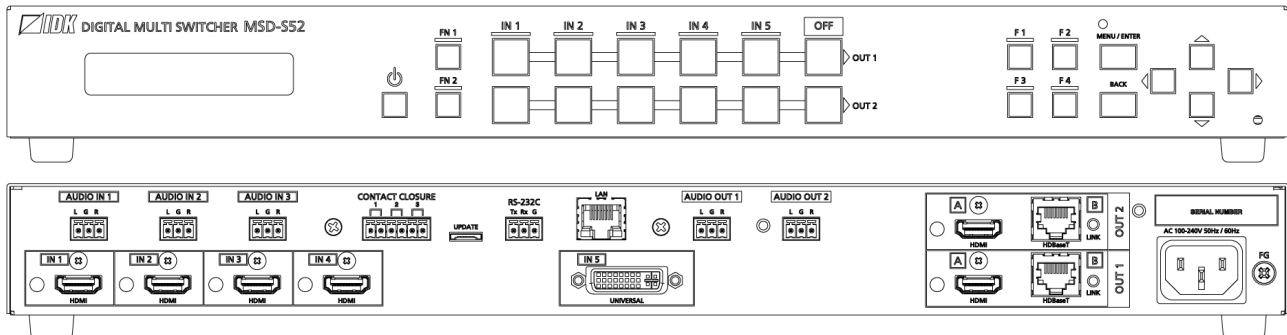 IDK DIGITAL MULTI SWITCHER MSD-S52
FN 1 IN 1 IN 2 IN 3 IN 4 IN 5 OFF F 1 F 2 MENU / ENTER
OUT 1
FN 2 F 3 F 4 BACK
OUT 2
AUDIO IN 1 AUDIO IN 2 AUDIO IN 3 CONTACT CLOSURE RS-232C LAN AUDIO OUT 1 AUDIO OUT 2
1 2 3
L G R L G R L G R UPDATE Tx Rx G L G R L G R
A B OUT 2 SERIAL NUMBER
HDMI HDBaseT LINK
AC 100-240V 50Hz / 60Hz
IN 1 IN 2 IN 3 IN 4 IN 5 A B OUT 1 FG
HDMI HDMI HDMI HDMI UNIVERSAL HDMI HDBaseT LINK